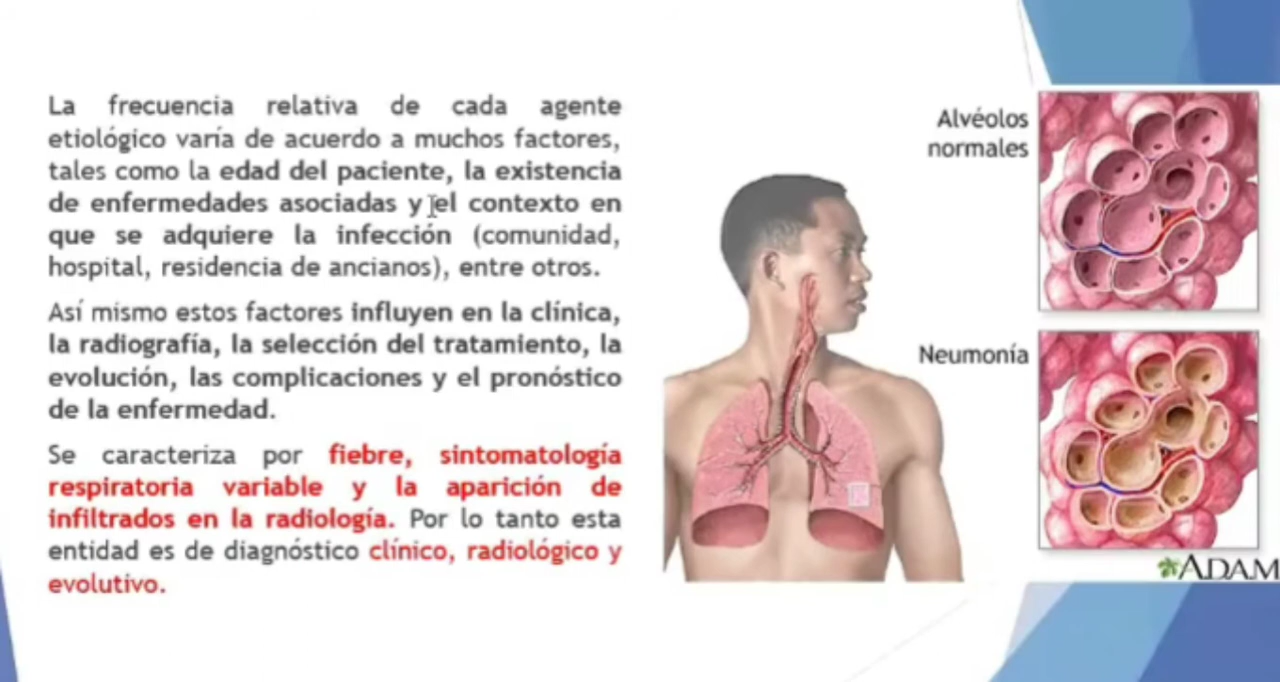 La frecuencia relativa de cada agente
etiológico varía de acuerdo a muchos factores,
tales como la edad del paciente, la existencia
de enfermedades asociadas y el contexto en
que se adquiere la infección (comunidad,
hospital, residencia de ancianos), entre otros.
Así mismo estos factores influyen en la clínica,
la radiografía, la selección del tratamiento, la
evolución, las complicaciones y el pronóstico
de la enfermedad.
Se caracteriza por fiebre, sintomatología
respiratoria variable y la aparición de
infiltrados en la radiología. Por lo tanto esta
entidad es de diagnóstico clínico, radiológico y
evolutivo.
Alvéolos
normales
Neumonía
ADAM